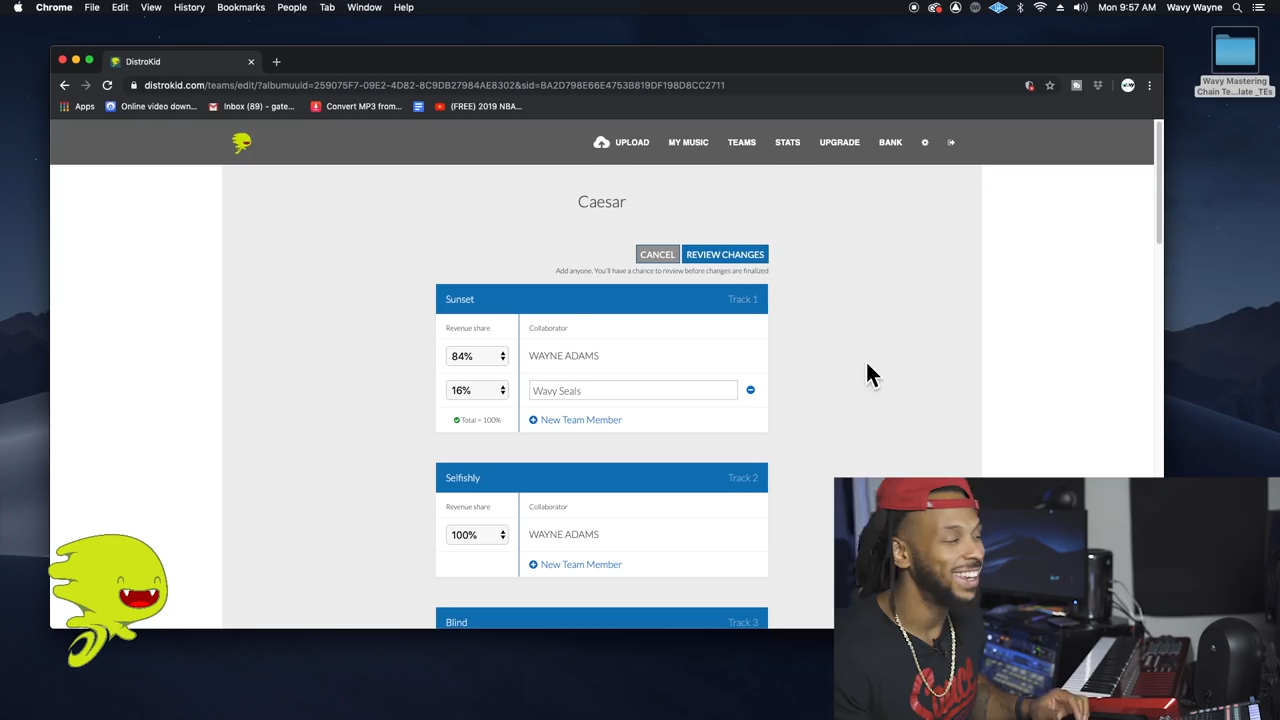 Chrome File Edit View History Bookmarks People Tab Window Help Mon 9:57 AM Wavy Wayne
DistroKid
distrokid.com/teams/edit/?albumuuid=259075F7-09E2-4D82-8C9DB27984AE8302&sid=BA2D798E66E4753B819DF198D8CC2711
Apps Online video down... Inbox (89) - gate... Convert MP3 from... (FREE) 2019 NBA...
Wavy Mastering
Chain Te...late _TEs
UPLOAD MY MUSIC TEAMS STATS UPGRADE BANK
Caesar
CANCEL REVIEW CHANGES
Add anyone. You'll have a chance to review before changes are finalized
Sunset Track 1
Revenue share Collaborator
84% WAYNE ADAMS
16% Wavy Seals
Total = 100% New Team Member
Selfishly Track 2
Revenue share Collaborator
100% WAYNE ADAMS
New Team Member
Blind Track 3